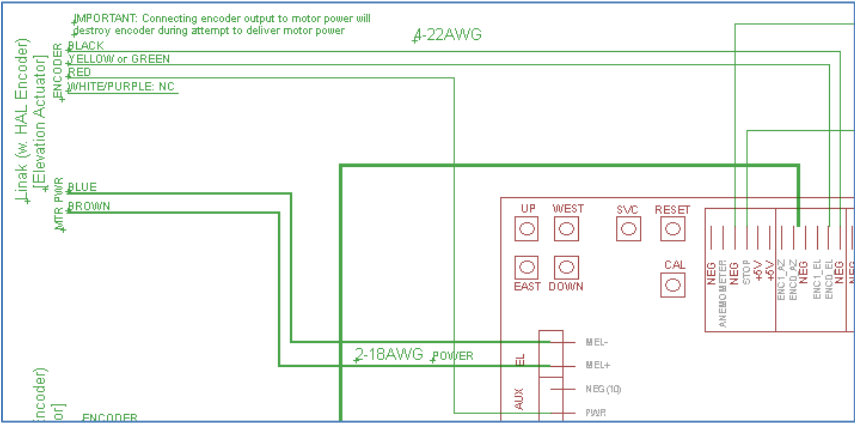 IMPORTANT: Connecting encoder output to motor power will
destroy encoder during attempt to deliver motor power
4-22AWG
Linak (w. HAL Encoder)
[Elevation Actuator]
ENCODER
BLACK
YELLOW or GREEN
RED
WHITE/PURPLE: NC
MTR PWR
BLUE
BROWN
UP
WEST
SVC
RESET
EAST
DOWN
CAL
NEG
ANEMOMETER
NEG
STOP
+5V
+5V
ENC1_AZ
ENC0_AZ
NEG
ENC1_EL
ENC0_EL
NEG
2-18AWG
POWER
EL
MEL-
MEL+
AUX
NEG(10)
PWR
Encoder)
ENCODER